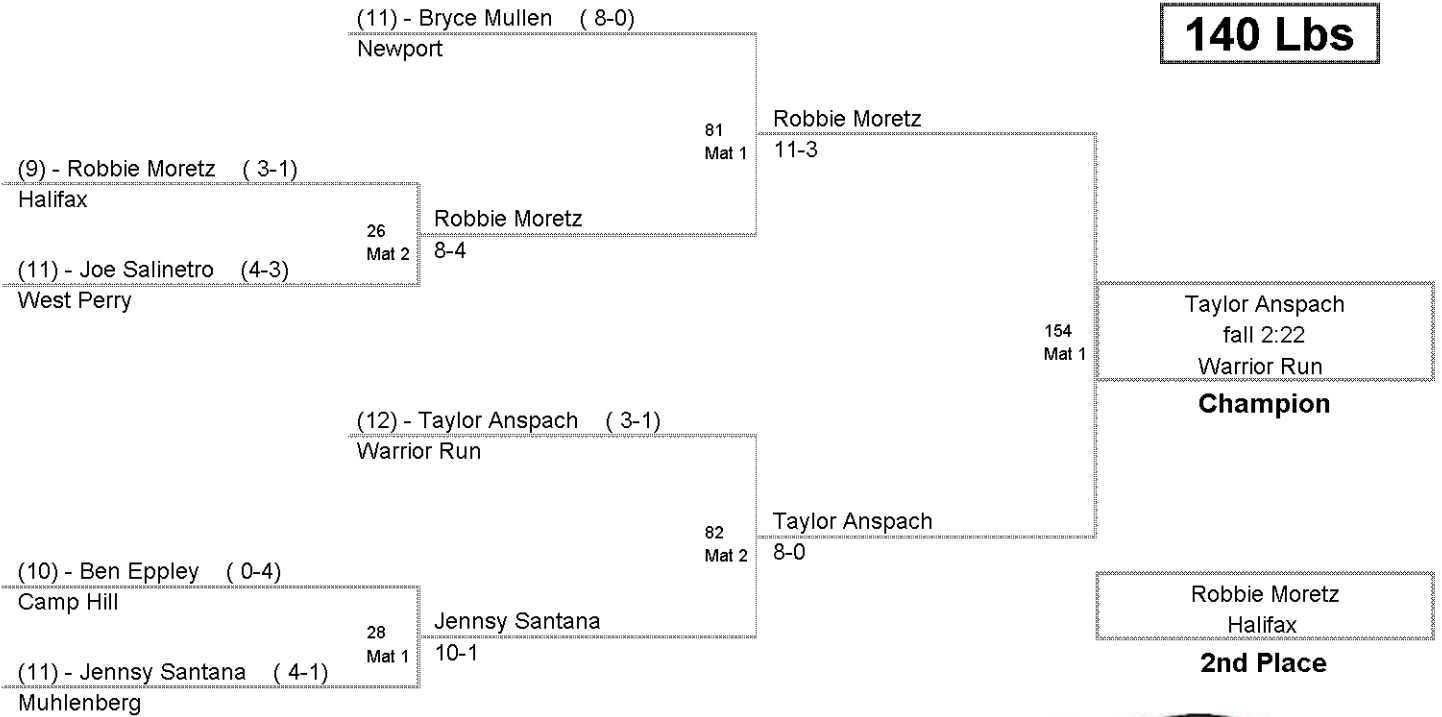 (11) - Bryce Mullen ( 8-0)
Newport
140 Lbs
81
Mat 1
Robbie Moretz
11-3
(9) - Robbie Moretz ( 3-1)
Halifax
26
Mat 2
Robbie Moretz
8-4
(11) - Joe Salinetro (4-3)
West Perry
154
Mat 1
Taylor Anspach
fall 2:22
Warrior Run
Champion
(12) - Taylor Anspach ( 3-1)
Warrior Run
82
Mat 2
Taylor Anspach
8-0
(10) - Ben Eppley ( 0-4)
Camp Hill
28
Mat 1
Jennsy Santana
10-1
(11) - Jennsy Santana ( 4-1)
Muhlenberg
Robbie Moretz
Halifax
2nd Place